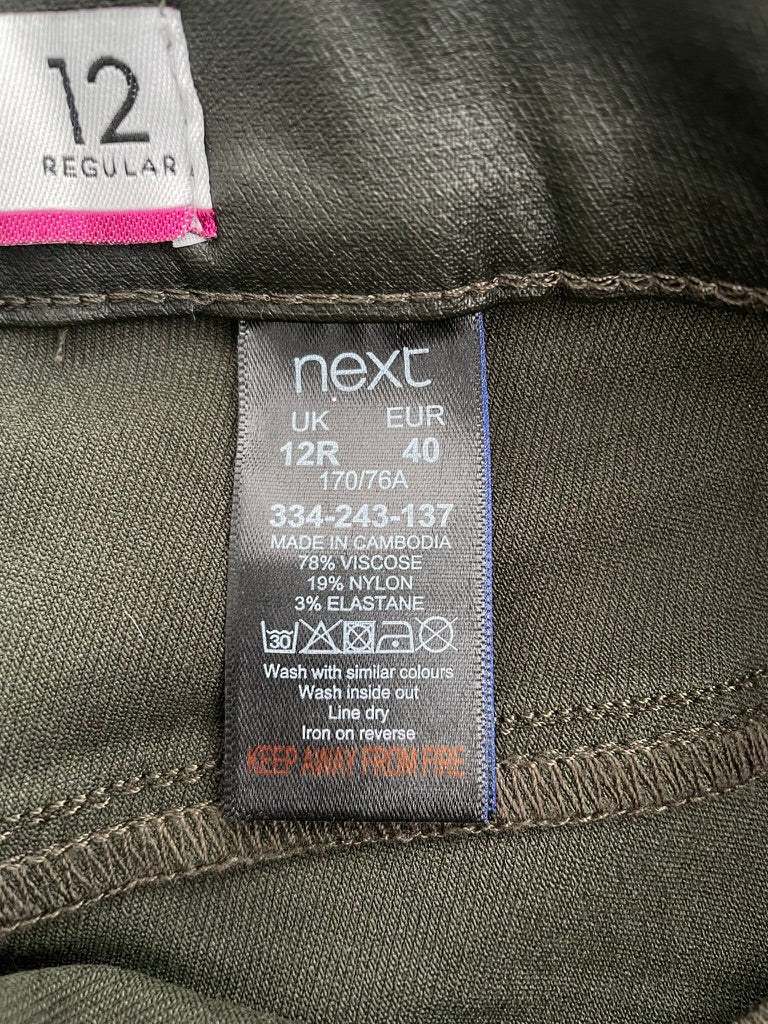 12
REGULAR
next
UK EUR
12R 40
170/76A
334-243-137
MADE IN CAMBODIA
78% VISCOSE
19% NYLON
3% ELASTANE
30
Wash with similar colours
Wash inside out
Line dry
Iron on reverse
KEEP AWAY FROM FIRE